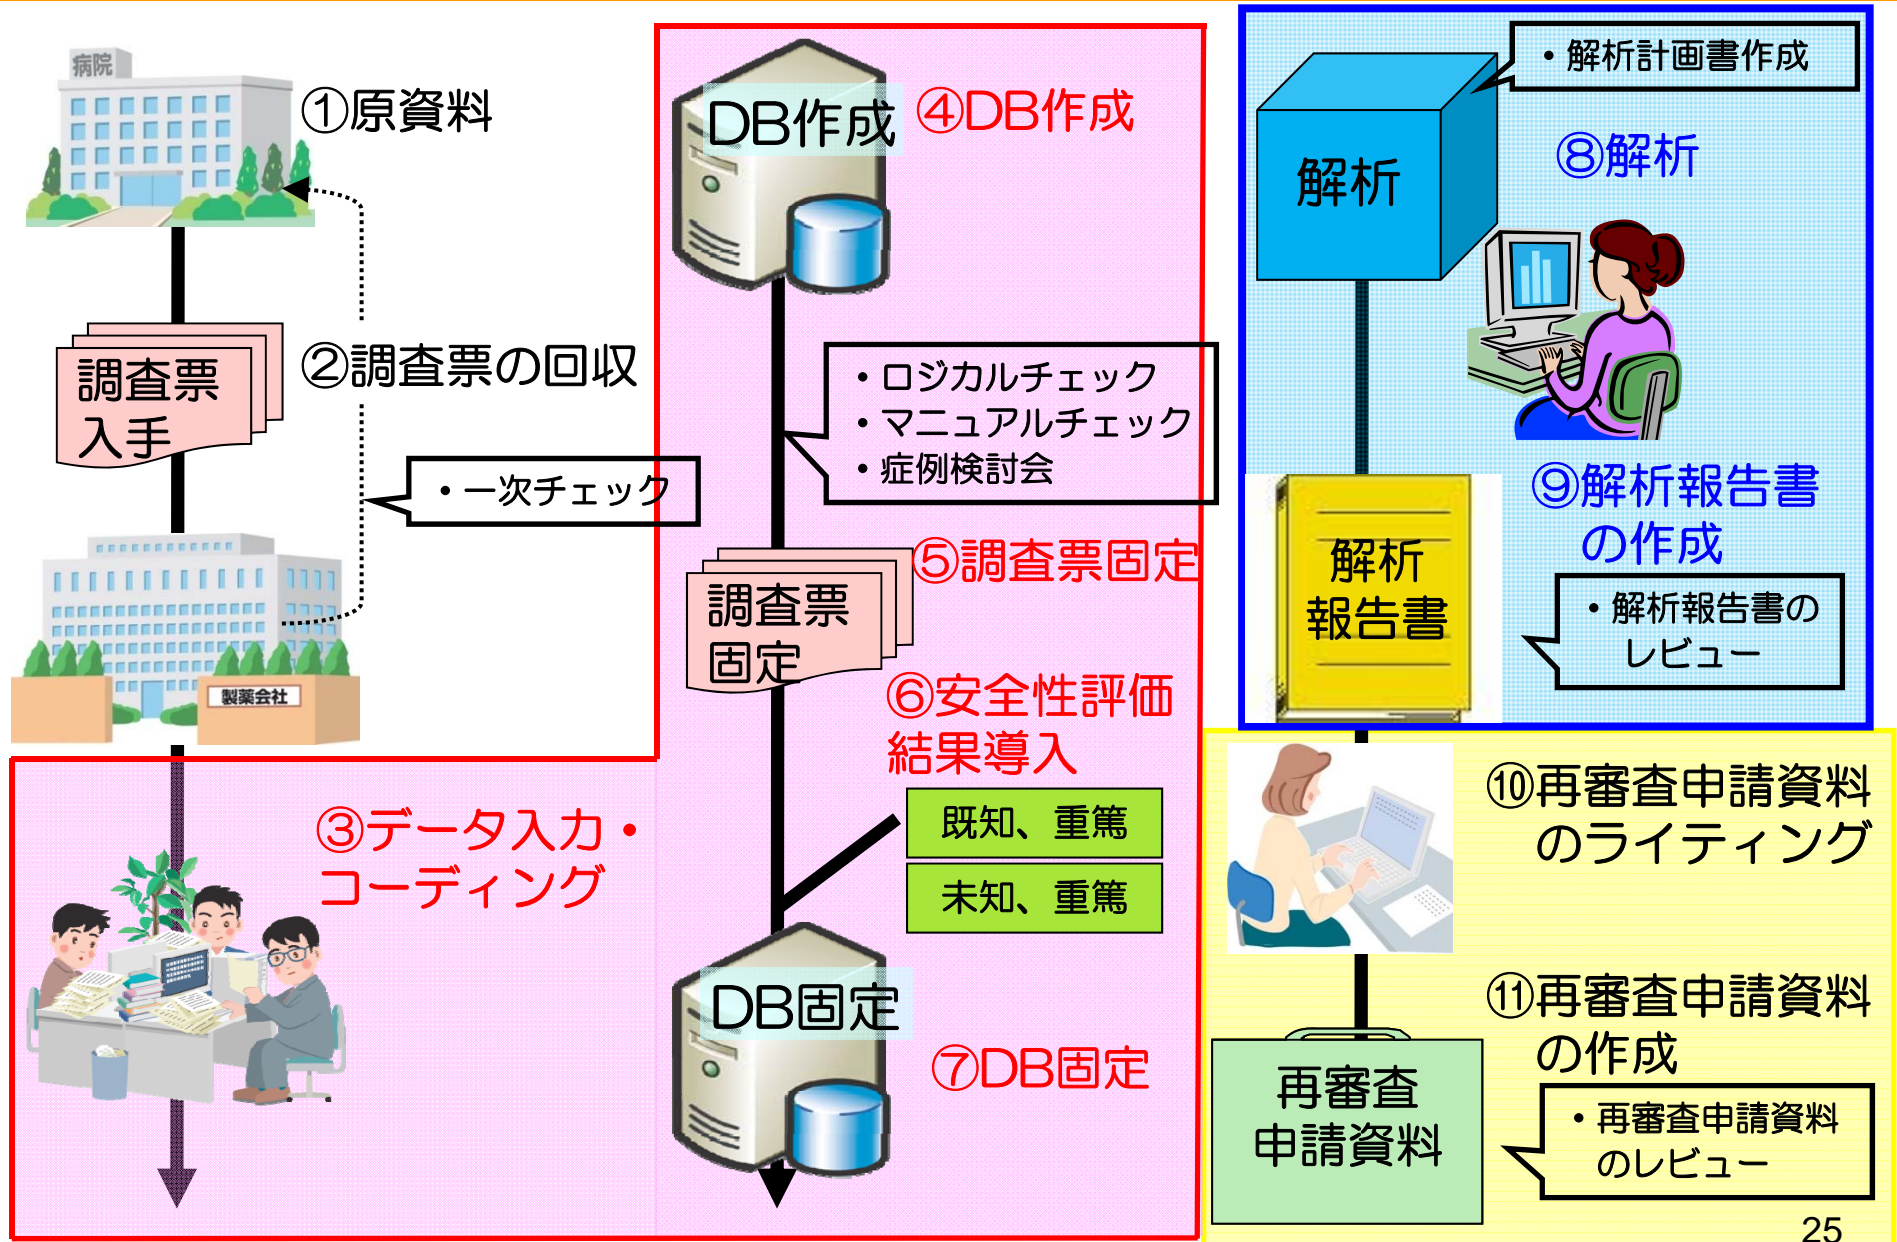 病院
①原資料
調査票
入手
②調査票の回収
・一次チェック
製薬会社
③データ入力・
コーディング
DB作成
④DB作成
・ロジカルチェック
・マニュアルチェック
・症例検討会
⑤調査票固定
調査票
固定
⑥安全性評価
結果導入
既知、重篤
未知、重篤
DB固定
⑦DB固定
・解析計画書作成
解析
⑧解析
⑨解析報告書
の作成
解析
報告書
・解析報告書の
レビュー
⑩再審査申請資料
のライティング
⑪再審査申請資料
の作成
再審査
申請資料
・再審査申請資料
のレビュー
25